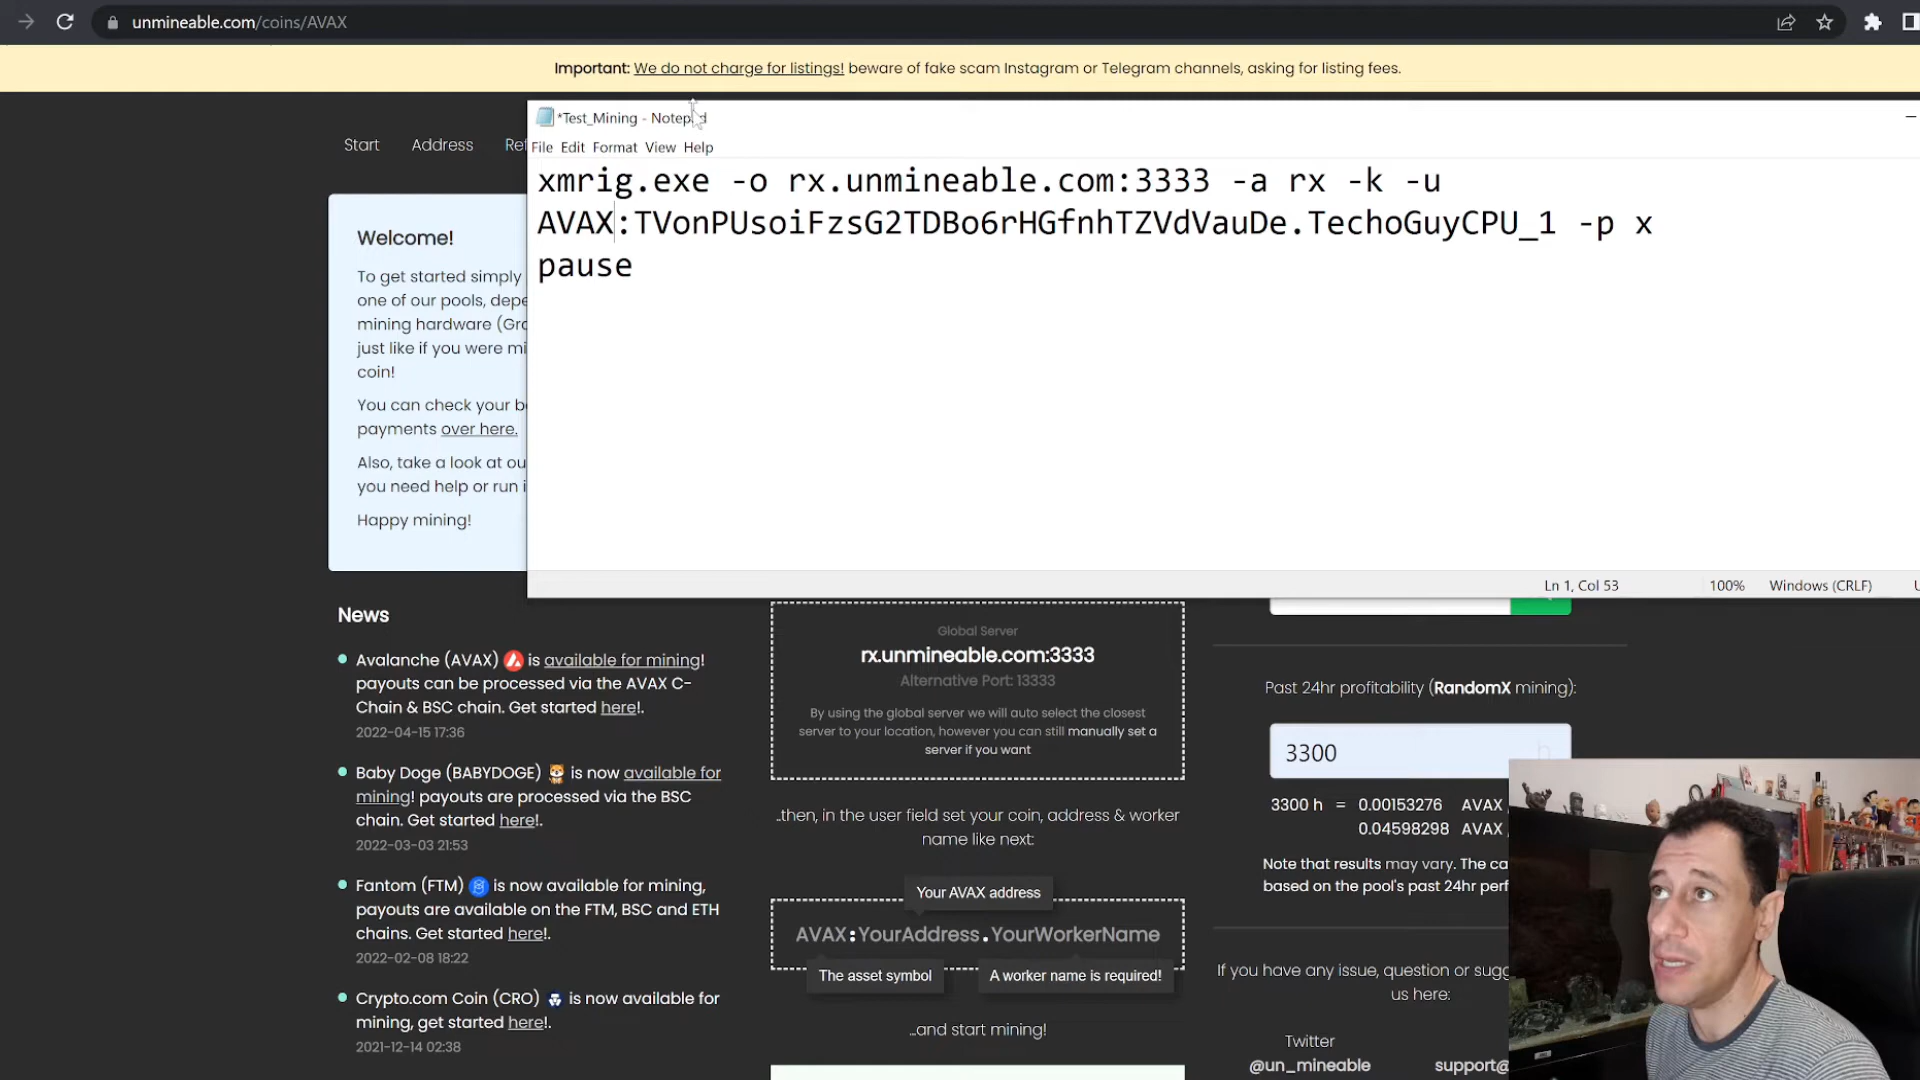 unmineable.com/coins/AVAX
Important: We do not charge for listings! beware of fake scam Instagram or Telegram channels, asking for listing fees.
*Test_Mining - Notepad
File Edit Format View Help
xmrig.exe -o rx.unmineable.com:3333 -a rx -k -u
AVAX:TVonPUsoiFzsG2TDBo6rHGfnhTZVdVauDe.TechoGuyCPU_1 -p x
pause
Ln 1, Col 53 100% Windows (CRLF)
Start Address
Welcome!
To get started simply
one of our pools,
mining hardware
just like if you were
coin!
You can check your
payments over here.
Also, take a look at
you need help or run
Happy mining!
News
Avalanche (AVAX) is available for mining!
payouts can be processed via the AVAX C-
Chain & BSC chain. Get started here!.
2022-04-15 17:36
Baby Doge (BABYDOGE) is now available for
mining! payouts are processed via the BSC
chain. Get started here!.
2022-03-03 21:53
Fantom (FTM) is now available for mining,
payouts are available on the FTM, BSC and ETH
chains. Get started here!.
2022-02-08 18:22
Crypto.com Coin (CRO) is now available for
mining, get started here!.
2021-12-14 02:38
Global Server
rx.unmineable.com:3333
Alternative Port: 13333
By using the global server we will auto select the closest
server to your location, however you can still manually set a
server if you want
..then, in the user field set your coin, address & worker
name like next:
Your AVAX address
AVAX:YourAddress.YourWorkerName
The asset symbol
A worker name is required!
...and start mining!
Past 24hr profitability (RandomX mining):
3300 h
3300 h = 0.00153276 AVAX
0.04598298 AVAX
Note that results may vary. The
based on the pool's past 24hr
If you have any issue, question or
us here:
Twitter
@un_mineable
support@